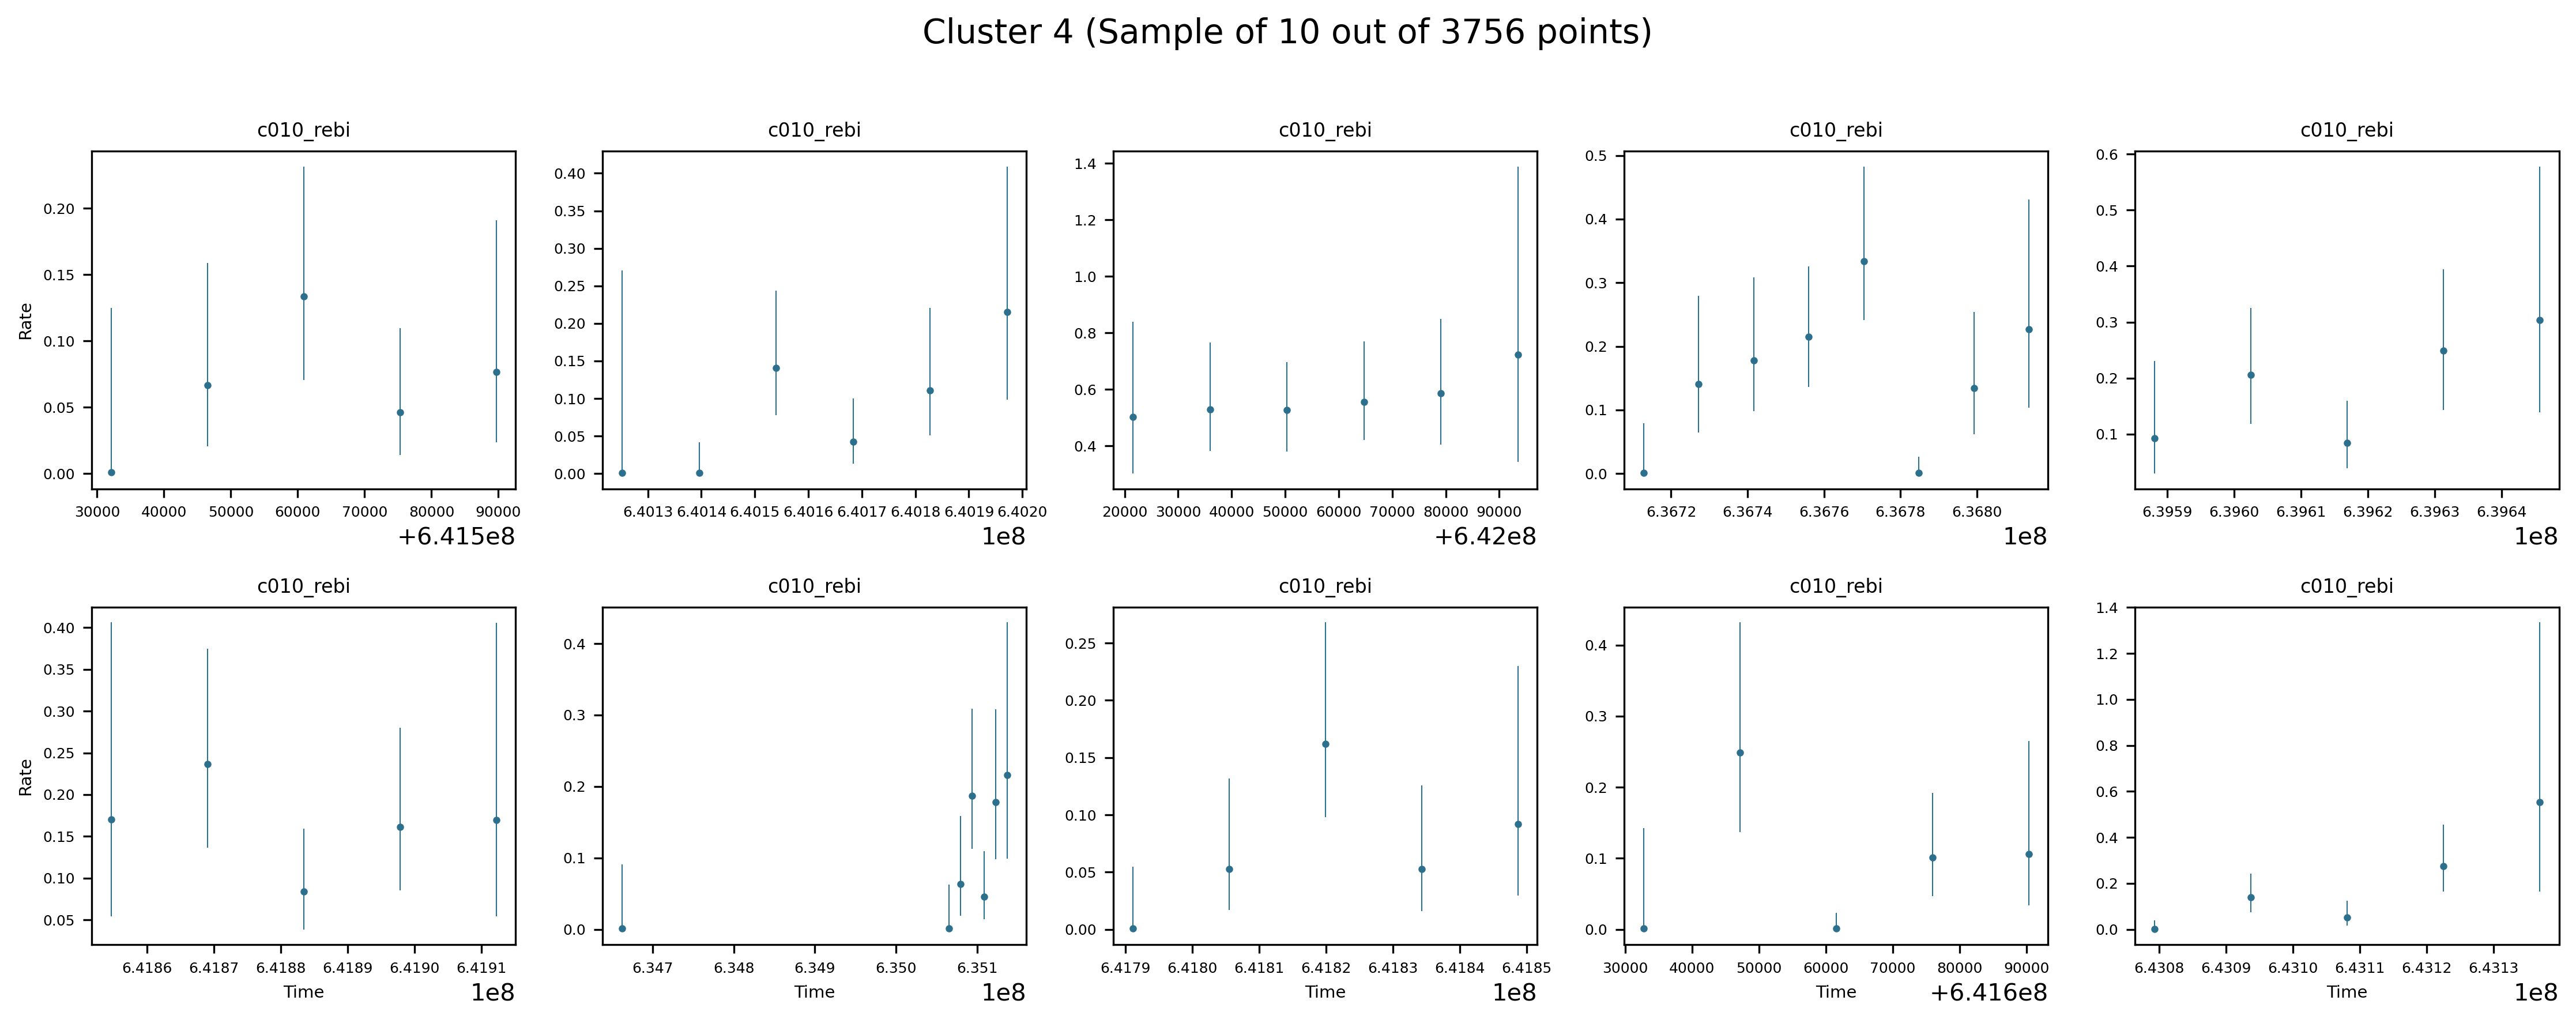 Cluster 4 (Sample of 10 out of 3756 points)
c010_rebi c010_rebi c010_rebi c010_rebi c010_rebi
Rate
0.20
0.15
0.10
0.05
0.00
30000 40000 50000 60000 70000 80000 90000
+6.415e8
0.40
0.35
0.30
0.25
0.20
0.15
0.10
0.05
0.00
6.4013 6.4014 6.4015 6.4016 6.4017 6.4018 6.4019 6.4020
1e8
1.4
1.2
1.0
0.8
0.6
0.4
20000 30000 40000 50000 60000 70000 80000 90000
+6.42e8
0.5
0.4
0.3
0.2
0.1
0.0
6.3672 6.3674 6.3676 6.3678 6.3680
1e8
0.6
0.5
0.4
0.3
0.2
0.1
6.3959 6.3960 6.3961 6.3962 6.3963 6.3964
1e8
c010_rebi c010_rebi c010_rebi c010_rebi c010_rebi
Rate
0.40
0.35
0.30
0.25
0.20
0.15
0.10
0.05
6.4186 6.4187 6.4188 6.4189 6.4190 6.4191
Time 1e8
0.4
0.3
0.2
0.1
0.0
6.347 6.348 6.349 6.350 6.351
Time 1e8
0.25
0.20
0.15
0.10
0.05
0.00
6.4179 6.4180 6.4181 6.4182 6.4183 6.4184 6.4185
Time 1e8
0.4
0.3
0.2
0.1
0.0
30000 40000 50000 60000 70000 80000 90000
Time +6.416e8
1.4
1.2
1.0
0.8
0.6
0.4
0.2
0.0
6.4308 6.4309 6.4310 6.4311 6.4312 6.4313
Time 1e8